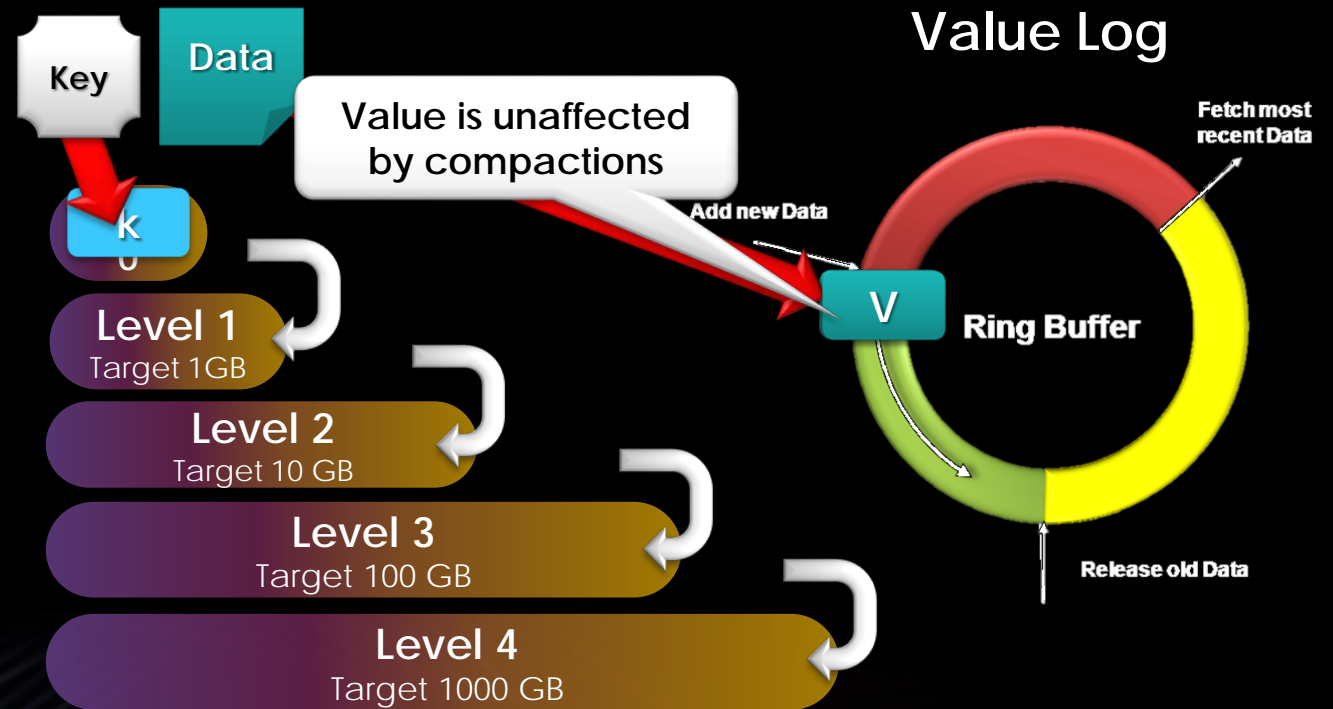 Value Log
Key
Data
Value is unaffected
by compactions
Fetch most
recent Data
Add new Data
K
0
V
Ring Buffer
Level 1
Target 1GB
Level 2
Target 10 GB
Level 3
Target 100 GB
Release old Data
Level 4
Target 1000 GB